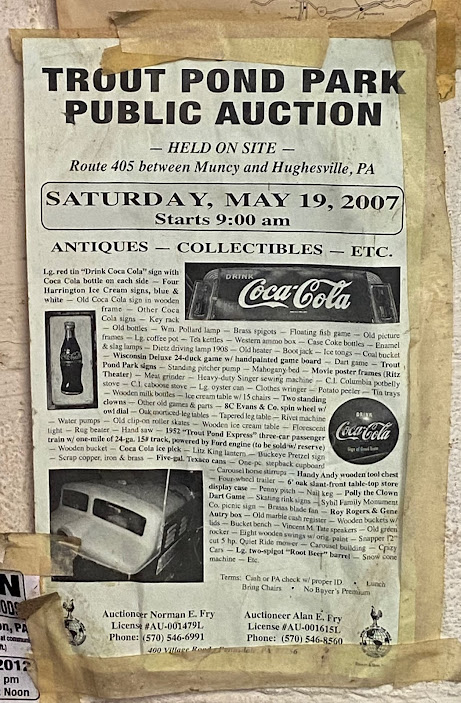 TROUT POND PARK
PUBLIC AUCTION
— HELD ON SITE —
Route 405 between Muncy and Hughesville, PA
SATURDAY, MAY 19, 2007
Starts 9:00 am
ANTIQUES — COLLECTIBLES — ETC.
Lg. red tin "Drink Coca Cola" sign with
Coca Cola bottle on each side — Four
Harrington Ice Cream signs, blue &
white — Old Coca Cola sign in wooden
frame — Other Coca
Cola signs — Key rack
DRINK
Coca-Cola
— Old bottles — Wm. Pollard lamp — Brass spigots — Floating fish game — Old picture
frames — Lg. coffee pot — Tea kettles — Western ammo box — Case Coke bottles — Enamel
& slag lamps — Dietz driving lamp 1908 — Old heater — Boot jack — Ice tongs — Coal bucket
— Wisconsin Deluxe 24-duck game w/ handpainted game board — Dart game — Trout
Pond Park signs — Standing pitcher pump — Mahogany bed — Movie poster frames (Ritz
Theater) — Meat grinder — Heavy-duty Singer sewing machine — C.I. Columbia potbelly
stove — C.I. caboose stove — Lg. oyster can — Clothes wringer — Potato peeler — Tin trays
— Wooden milk bottles — Ice cream table w/ 15 chairs — Two standing
clowns — Other old games & parts — 8C Evans & Co. spin wheel w/
owl dial — Oak morticed-leg tables — Tapered leg table — Rivet machine
— Water pumps — Old clip-on roller skates — Wooden ice cream table — Florescent
light — Rug beater — Hand saw — 1952 "Trout Pond Express" three-car passenger
train w/ one-mile of 24-ga. 15# track, powered by Ford engine (to be sold w/ reserve)
— Wooden bucket — Coca Cola ice pick — Litz King lantern — Buckeye Pretzel sign
— Scrap copper, iron & brass — Five-gal. Texaco cans — One-pc. stepback cupboard
DRINK
Coca-Cola
Sign of Good Taste
— Carousel horse stirrups — Handy Andy wooden tool chest
— Four-wheel trailer — 6' oak slant-front table-top store
display case — Penny pitch — Nail keg — Polly the Clown
Dart Game — Skating rink signs — Sybil Family Monument
Co. picnic sign — Brass blade fan — Roy Rogers & Gene
Autry box — Old marble cash register — Wooden buckets w/
lids — Bucket bench — Vincent M. Tate speakers — Old green
rocker — Eight wooden swings w/ orig. paint — Snapper 12"
cut 5 hp. Quiet Ride mower — Carousel building — Crazy
Cars — Lg. two-spigot "Root Beer" barrel — Snow cone
machine — Etc.
Terms: Cash or PA check w/ proper ID • Lunch
Bring Chairs • No Buyer's Premium
Auctioneer Norman E. Fry
License #AU-001479L
Phone: (570) 546-6991
Auctioneer Alan E. Fry
License #AU-001615L
Phone: (570) 546-8560
400 Village Road
N
ODS
on, PA
2012
pm
Noon